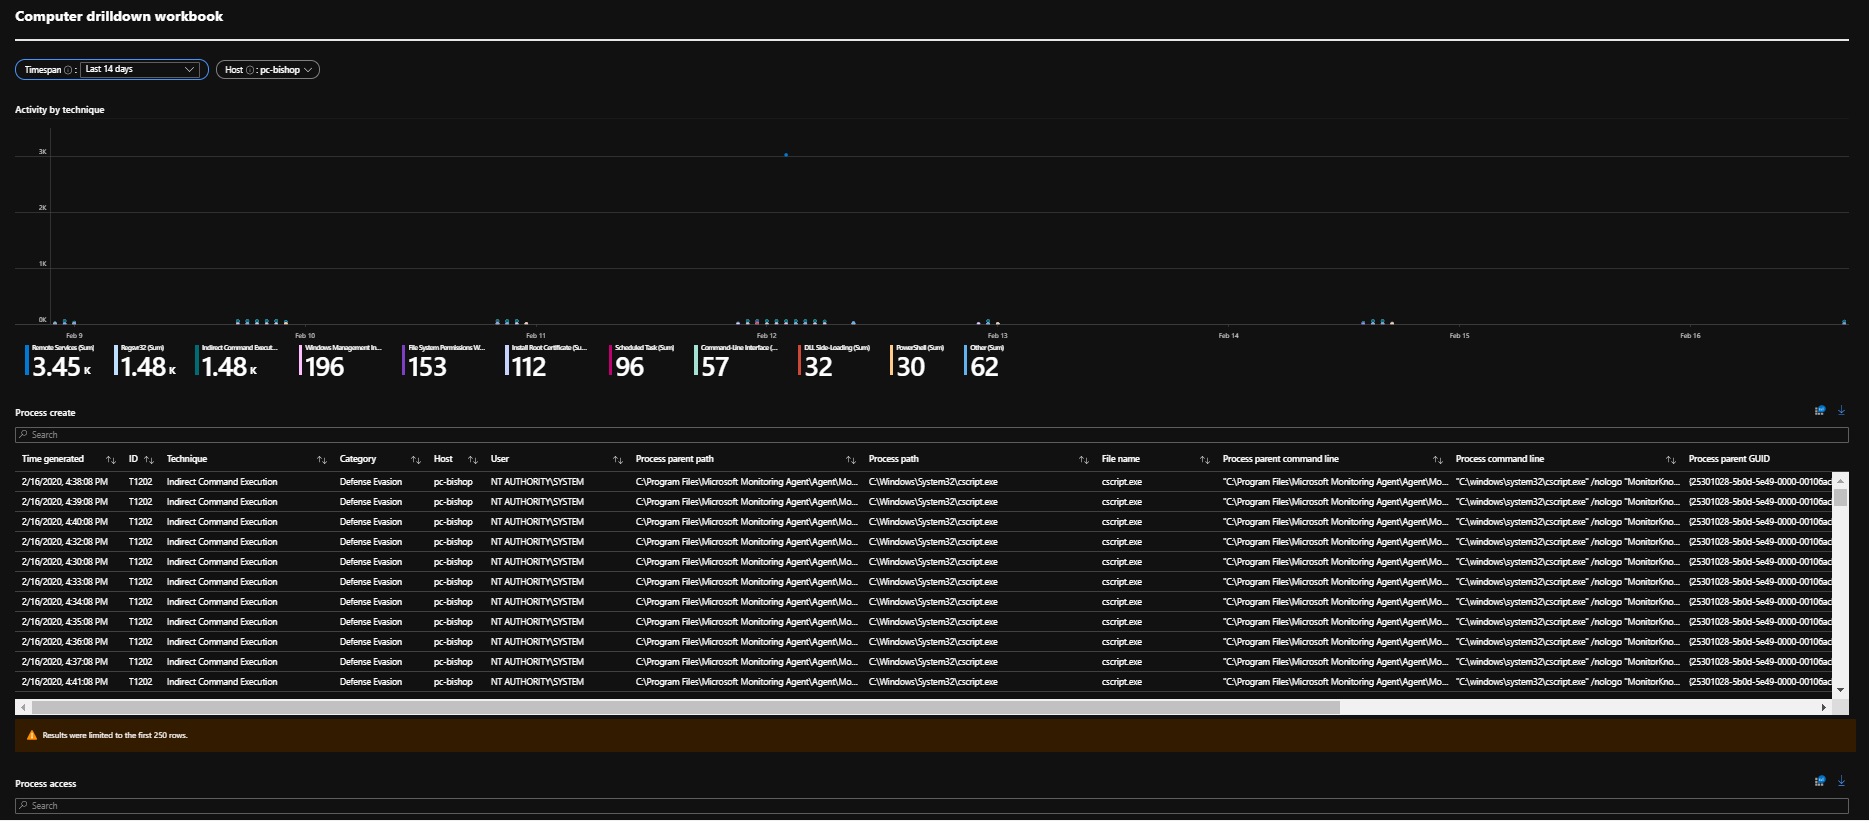 Computer drilldown workbook
Timespan : Last 14 days Host : pc-bishop
Activity by technique
3K
2K
1K
0K
Feb 9 Feb 10 Feb 11 Feb 12 Feb 13 Feb 14 Feb 15 Feb 16
Remote Services (Sum) Regsvr32 (Sum) Indirect Command Execut... Windows Management In... File System Permissions W... Install Root Certificate (Su... Scheduled Task (Sum) Command-Line Interface (... DLL Side-Loading (Sum) PowerShell (Sum) Other (Sum)
3.45 K 1.48 K 1.48 K 196 153 112 96 57 32 30 62
Process create
Search
Time generated ID Technique Category Host User Process parent path Process path File name Process parent command line Process command line Process parent GUID
2/16/2020, 4:38:08 PM T1202 Indirect Command Execution Defense Evasion pc-bishop NT AUTHORITY\SYSTEM C:\Program Files\Microsoft Monitoring Agent\Agent\Mo... C:\Windows\System32\cscript.exe cscript.exe "C:\Program Files\Microsoft Monitoring Agent\Agent\Mo... "C:\windows\system32\cscript.exe" /nologo "MonitorKno... {25301028-5b0d-5e49-0000-00106ac
2/16/2020, 4:39:08 PM T1202 Indirect Command Execution Defense Evasion pc-bishop NT AUTHORITY\SYSTEM C:\Program Files\Microsoft Monitoring Agent\Agent\Mo... C:\Windows\System32\cscript.exe cscript.exe "C:\Program Files\Microsoft Monitoring Agent\Agent\Mo... "C:\windows\system32\cscript.exe" /nologo "MonitorKno... {25301028-5b0d-5e49-0000-00106ac
2/16/2020, 4:40:08 PM T1202 Indirect Command Execution Defense Evasion pc-bishop NT AUTHORITY\SYSTEM C:\Program Files\Microsoft Monitoring Agent\Agent\Mo... C:\Windows\System32\cscript.exe cscript.exe "C:\Program Files\Microsoft Monitoring Agent\Agent\Mo... "C:\windows\system32\cscript.exe" /nologo "MonitorKno... {25301028-5b0d-5e49-0000-00106ac
2/16/2020, 4:32:08 PM T1202 Indirect Command Execution Defense Evasion pc-bishop NT AUTHORITY\SYSTEM C:\Program Files\Microsoft Monitoring Agent\Agent\Mo... C:\Windows\System32\cscript.exe cscript.exe "C:\Program Files\Microsoft Monitoring Agent\Agent\Mo... "C:\windows\system32\cscript.exe" /nologo "MonitorKno... {25301028-5b0d-5e49-0000-00106ac
2/16/2020, 4:30:08 PM T1202 Indirect Command Execution Defense Evasion pc-bishop NT AUTHORITY\SYSTEM C:\Program Files\Microsoft Monitoring Agent\Agent\Mo... C:\Windows\System32\cscript.exe cscript.exe "C:\Program Files\Microsoft Monitoring Agent\Agent\Mo... "C:\windows\system32\cscript.exe" /nologo "MonitorKno... {25301028-5b0d-5e49-0000-00106ac
2/16/2020, 4:33:08 PM T1202 Indirect Command Execution Defense Evasion pc-bishop NT AUTHORITY\SYSTEM C:\Program Files\Microsoft Monitoring Agent\Agent\Mo... C:\Windows\System32\cscript.exe cscript.exe "C:\Program Files\Microsoft Monitoring Agent\Agent\Mo... "C:\windows\system32\cscript.exe" /nologo "MonitorKno... {25301028-5b0d-5e49-0000-00106ac
2/16/2020, 4:34:08 PM T1202 Indirect Command Execution Defense Evasion pc-bishop NT AUTHORITY\SYSTEM C:\Program Files\Microsoft Monitoring Agent\Agent\Mo... C:\Windows\System32\cscript.exe cscript.exe "C:\Program Files\Microsoft Monitoring Agent\Agent\Mo... "C:\windows\system32\cscript.exe" /nologo "MonitorKno... {25301028-5b0d-5e49-0000-00106ac
2/16/2020, 4:35:08 PM T1202 Indirect Command Execution Defense Evasion pc-bishop NT AUTHORITY\SYSTEM C:\Program Files\Microsoft Monitoring Agent\Agent\Mo... C:\Windows\System32\cscript.exe cscript.exe "C:\Program Files\Microsoft Monitoring Agent\Agent\Mo... "C:\windows\system32\cscript.exe" /nologo "MonitorKno... {25301028-5b0d-5e49-0000-00106ac
2/16/2020, 4:36:08 PM T1202 Indirect Command Execution Defense Evasion pc-bishop NT AUTHORITY\SYSTEM C:\Program Files\Microsoft Monitoring Agent\Agent\Mo... C:\Windows\System32\cscript.exe cscript.exe "C:\Program Files\Microsoft Monitoring Agent\Agent\Mo... "C:\windows\system32\cscript.exe" /nologo "MonitorKno... {25301028-5b0d-5e49-0000-00106ac
2/16/2020, 4:37:08 PM T1202 Indirect Command Execution Defense Evasion pc-bishop NT AUTHORITY\SYSTEM C:\Program Files\Microsoft Monitoring Agent\Agent\Mo... C:\Windows\System32\cscript.exe cscript.exe "C:\Program Files\Microsoft Monitoring Agent\Agent\Mo... "C:\windows\system32\cscript.exe" /nologo "MonitorKno... {25301028-5b0d-5e49-0000-00106ac
2/16/2020, 4:41:08 PM T1202 Indirect Command Execution Defense Evasion pc-bishop NT AUTHORITY\SYSTEM C:\Program Files\Microsoft Monitoring Agent\Agent\Mo... C:\Windows\System32\cscript.exe cscript.exe "C:\Program Files\Microsoft Monitoring Agent\Agent\Mo... "C:\windows\system32\cscript.exe" /nologo "MonitorKno... {25301028-5b0d-5e49-0000-00106ac
Results were limited to the first 250 rows.
Process access
Search